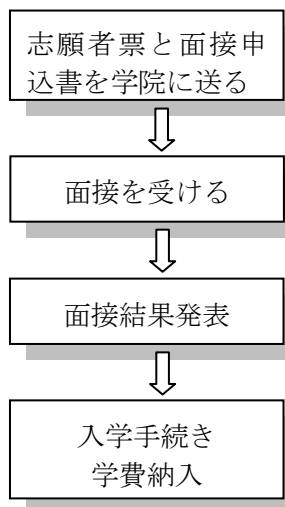 志願者票と面接申
込書を学院に送る
面接を受ける
面接結果発表
入学手続き
学費納入